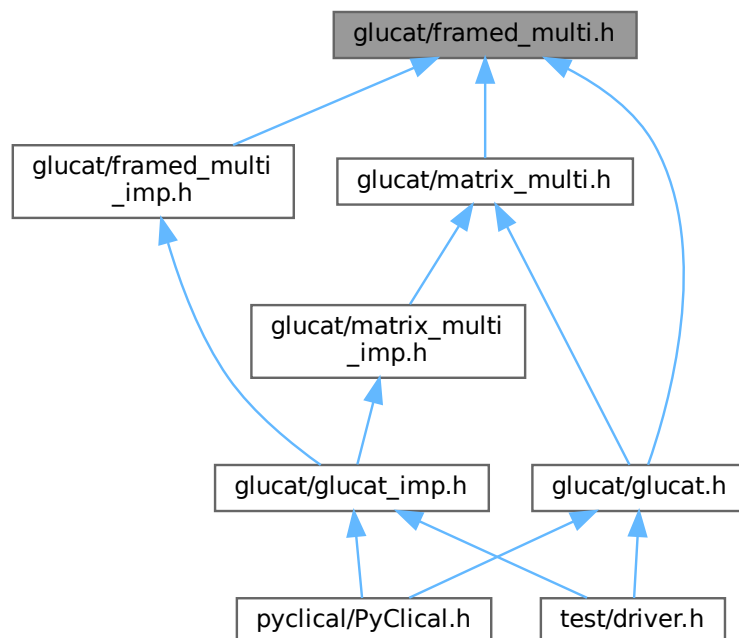 glucat/framed_multi.h
glucat/framed_multi
_imp.h
glucat/matrix_multi.h
glucat/matrix_multi
_imp.h
glucat/glucat_imp.h
glucat/glucat.h
pyclical/PyClical.h
test/driver.h